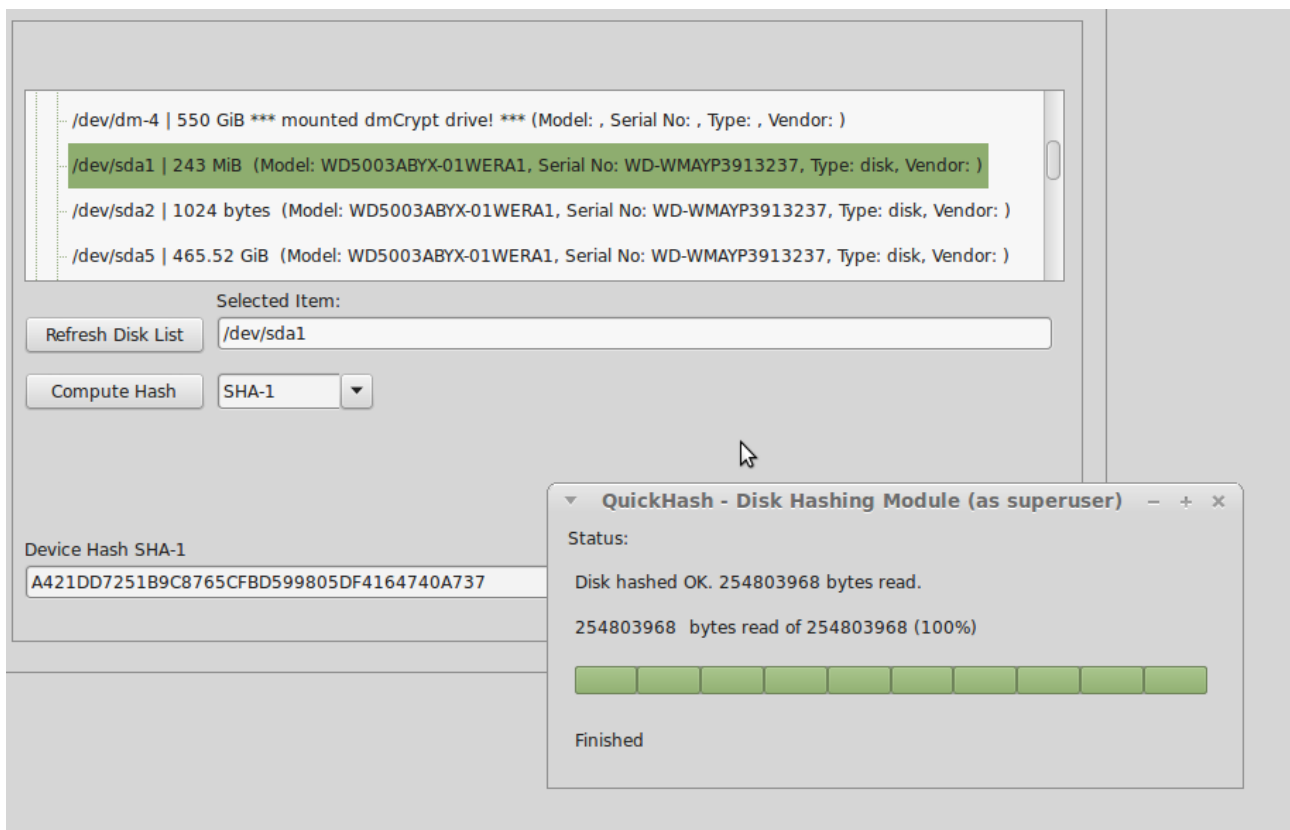 /dev/dm-4 | 550 GiB *** mounted dmCrypt drive! *** (Model: , Serial No: , Type: , Vendor: )
/dev/sda1 | 243 MiB (Model: WD5003ABYX-01WERA1, Serial No: WD-WMAYP3913237, Type: disk, Vendor: )
/dev/sda2 | 1024 bytes (Model: WD5003ABYX-01WERA1, Serial No: WD-WMAYP3913237, Type: disk, Vendor: )
/dev/sda5 | 465.52 GiB (Model: WD5003ABYX-01WERA1, Serial No: WD-WMAYP3913237, Type: disk, Vendor: )
Selected Item:
Refresh Disk List /dev/sda1
Compute Hash SHA-1
Device Hash SHA-1
A421DD7251B9C8765CFBD599805DF4164740A737
QuickHash - Disk Hashing Module (as superuser)
Status:
Disk hashed OK. 254803968 bytes read.
254803968 bytes read of 254803968 (100%)
Finished